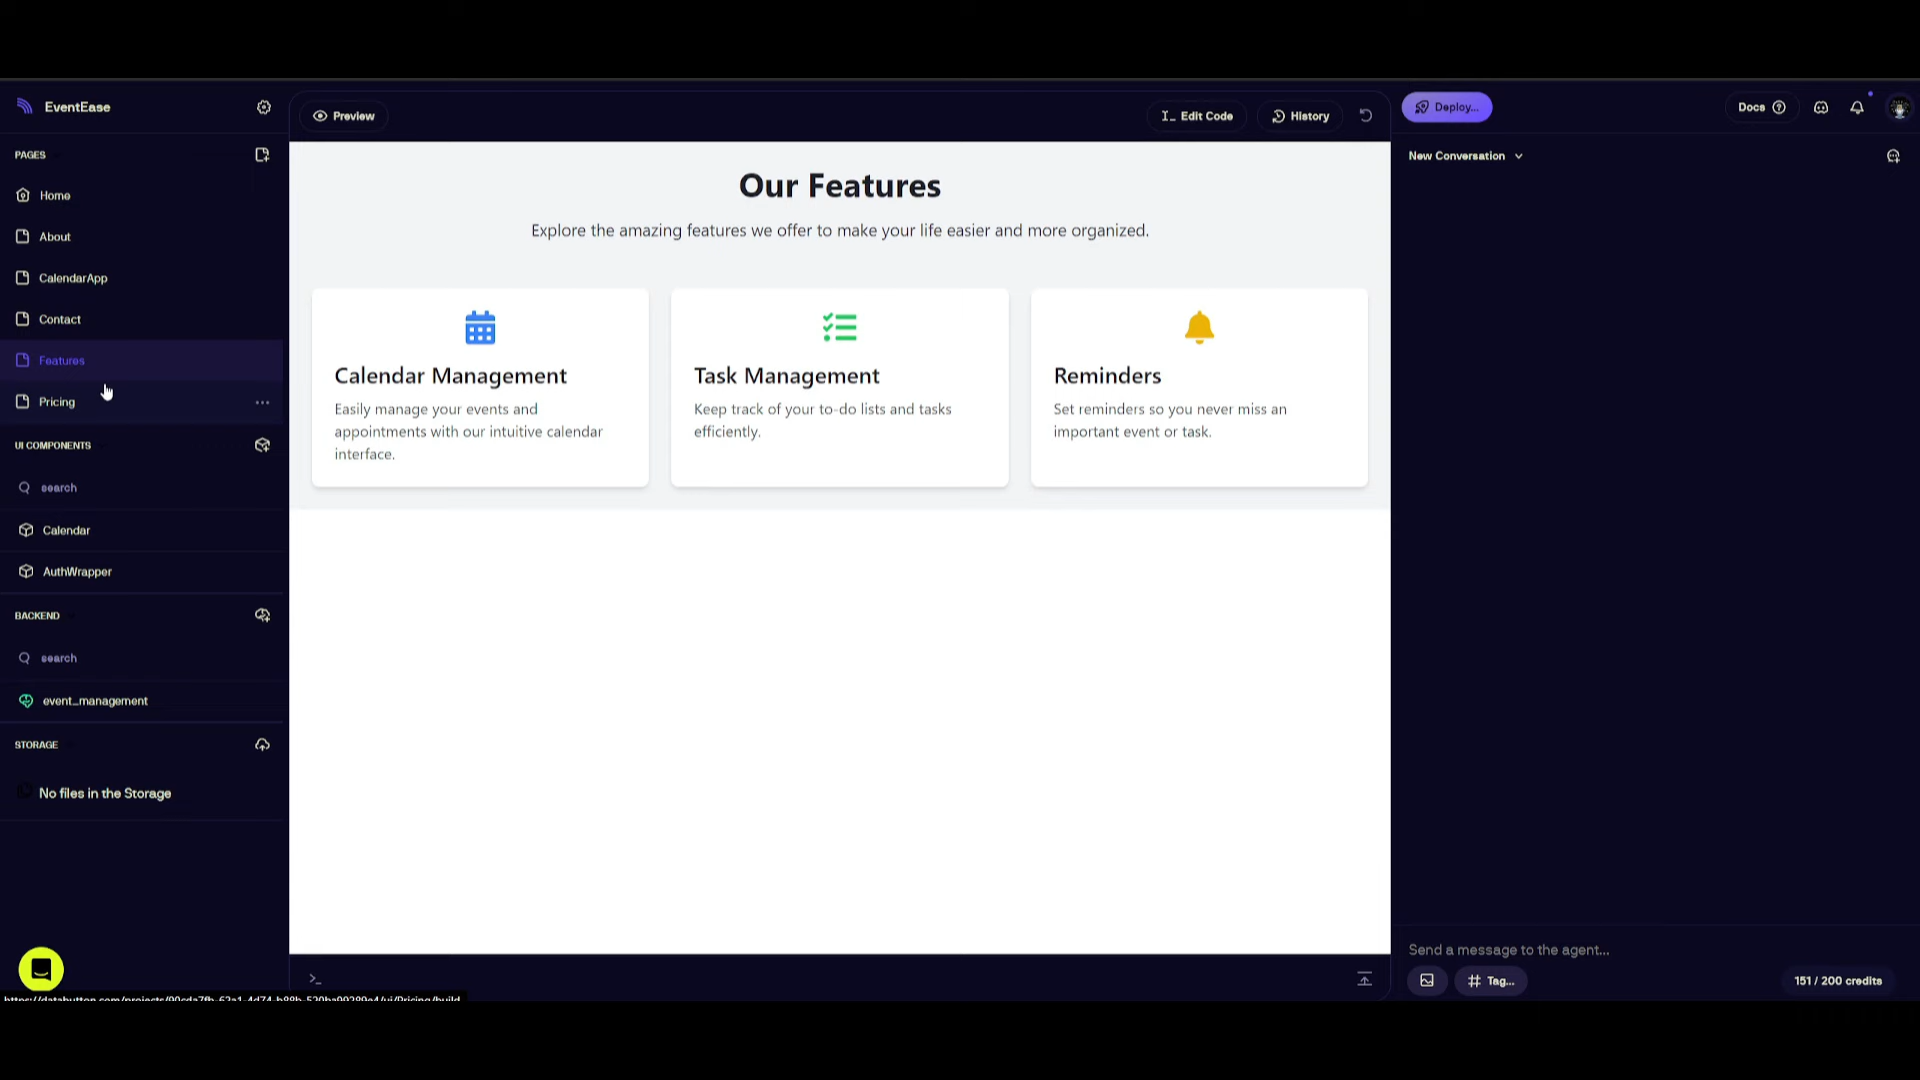 EventEase
PAGES
Home
About
CalendarApp
Contact
Features
Pricing
UI COMPONENTS
search
Calendar
AuthWrapper
BACKEND
search
event_management
STORAGE
No files in the Storage
Preview
Edit Code
History
Our Features
Explore the amazing features we offer to make your life easier and more organized.
Calendar Management
Easily manage your events and
appointments with our intuitive calendar
interface.
Task Management
Keep track of your to-do lists and tasks
efficiently.
Reminders
Set reminders so you never miss an
important event or task.
>_
Deploy...
Docs
New Conversation
Send a message to the agent...
# Tag...
151 / 200 credits